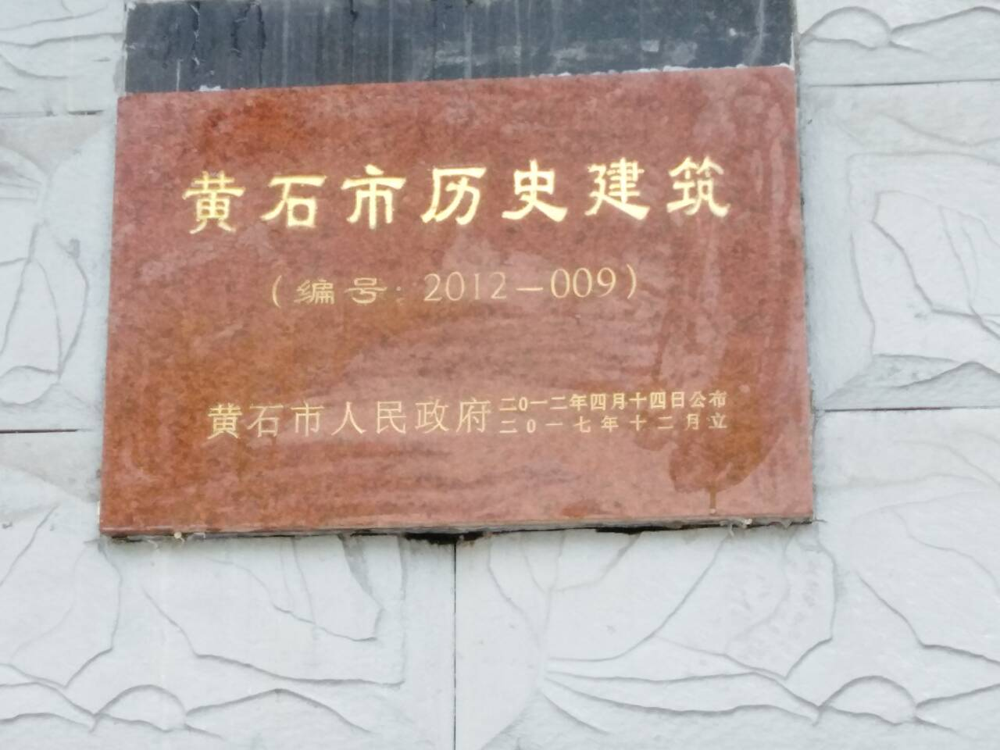 黄石市历史建筑
（编号：2012—009）
黄石市人民政府
二0一二年四月十四日公布
二0一七年十二月立